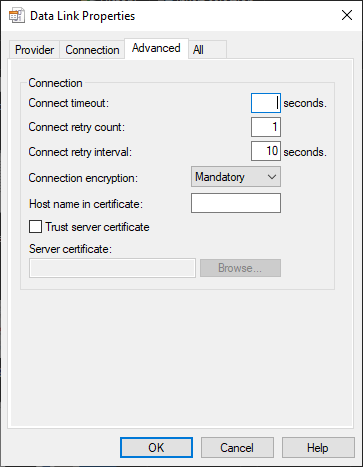 Data Link Properties
Provider Connection Advanced All
Connection
Connect timeout: seconds.
Connect retry count: 1
Connect retry interval: 10 seconds.
Connection encryption: Mandatory
Host name in certificate:
Trust server certificate
Server certificate:
Browse...
OK Cancel Help